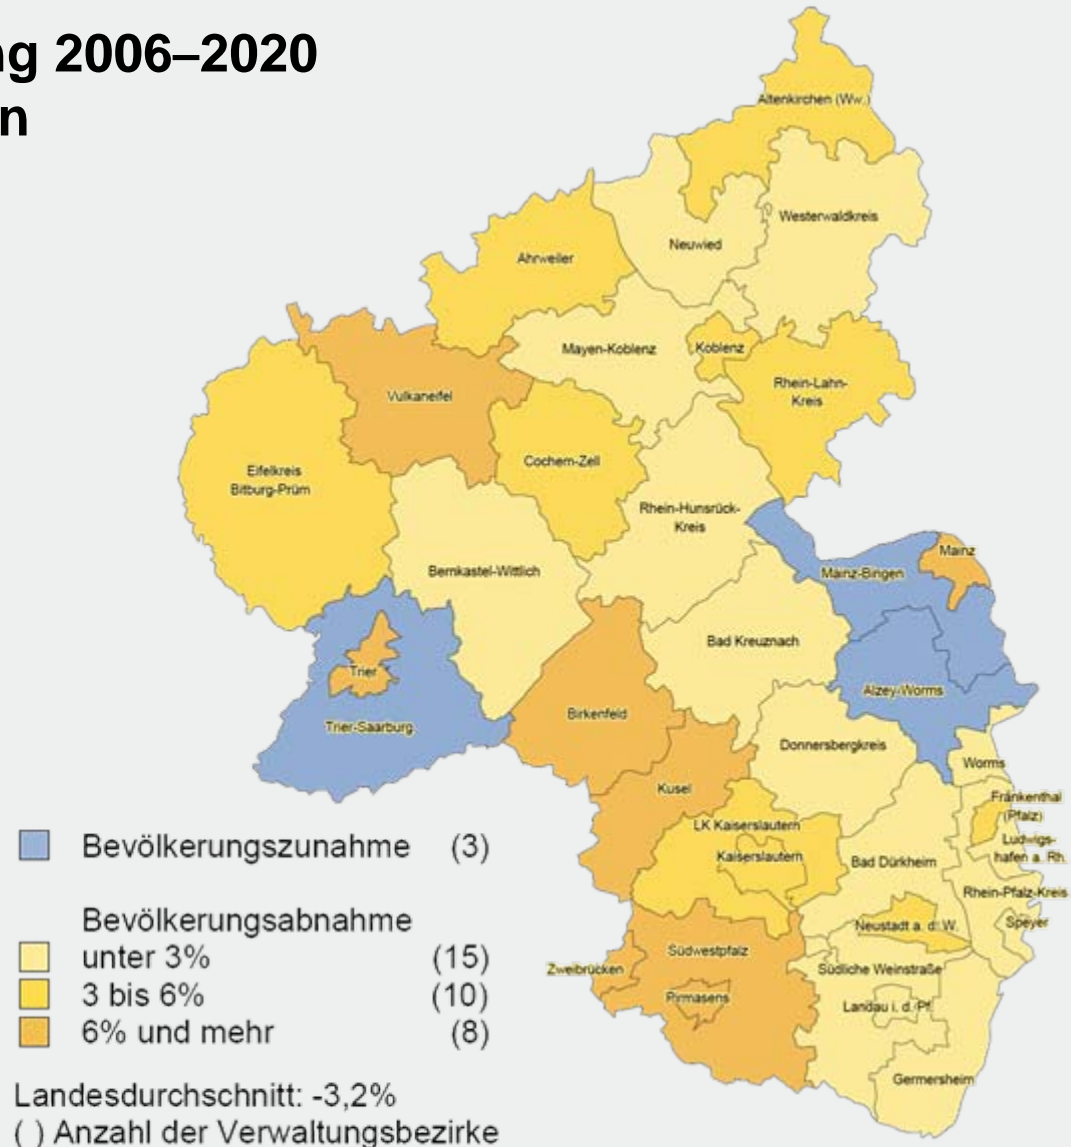 ng 2006–2020
n
Altenkirchen (Ww.)
Westerwaldkreis
Neuwied
Ahrweiler
Mayen-Koblenz
Koblenz
Rhein-Lahn-
Kreis
Vulkaneifel
Cochem-Zell
Eifelkreis
Bitburg-Prüm
Rhein-Hunsrück-
Kreis
Mainz
Mainz-Bingen
Bernkastel-Wittlich
Bad Kreuznach
Trier
Alzey-Worms
Birkenfeld
Trier-Saarburg
Donnersbergkreis
Worms
Kusel
Frankenthal
(Pfalz)
LK Kaiserslautern
Ludwigs-
hafen a. Rh.
Kaiserslautern
Bad Dürkheim
Rhein-Pfalz-Kreis
Neustadt a. d. W.
Speyer
Südwestpfalz
Zweibrücken
Südliche Weinstraße
Pirmasens
Landau i. d. Pf.
Germersheim
Bevölkerungszunahme (3)
Bevölkerungsabnahme
unter 3% (15)
3 bis 6% (10)
6% und mehr (8)
Landesdurchschnitt: -3,2%
( ) Anzahl der Verwaltungsbezirke